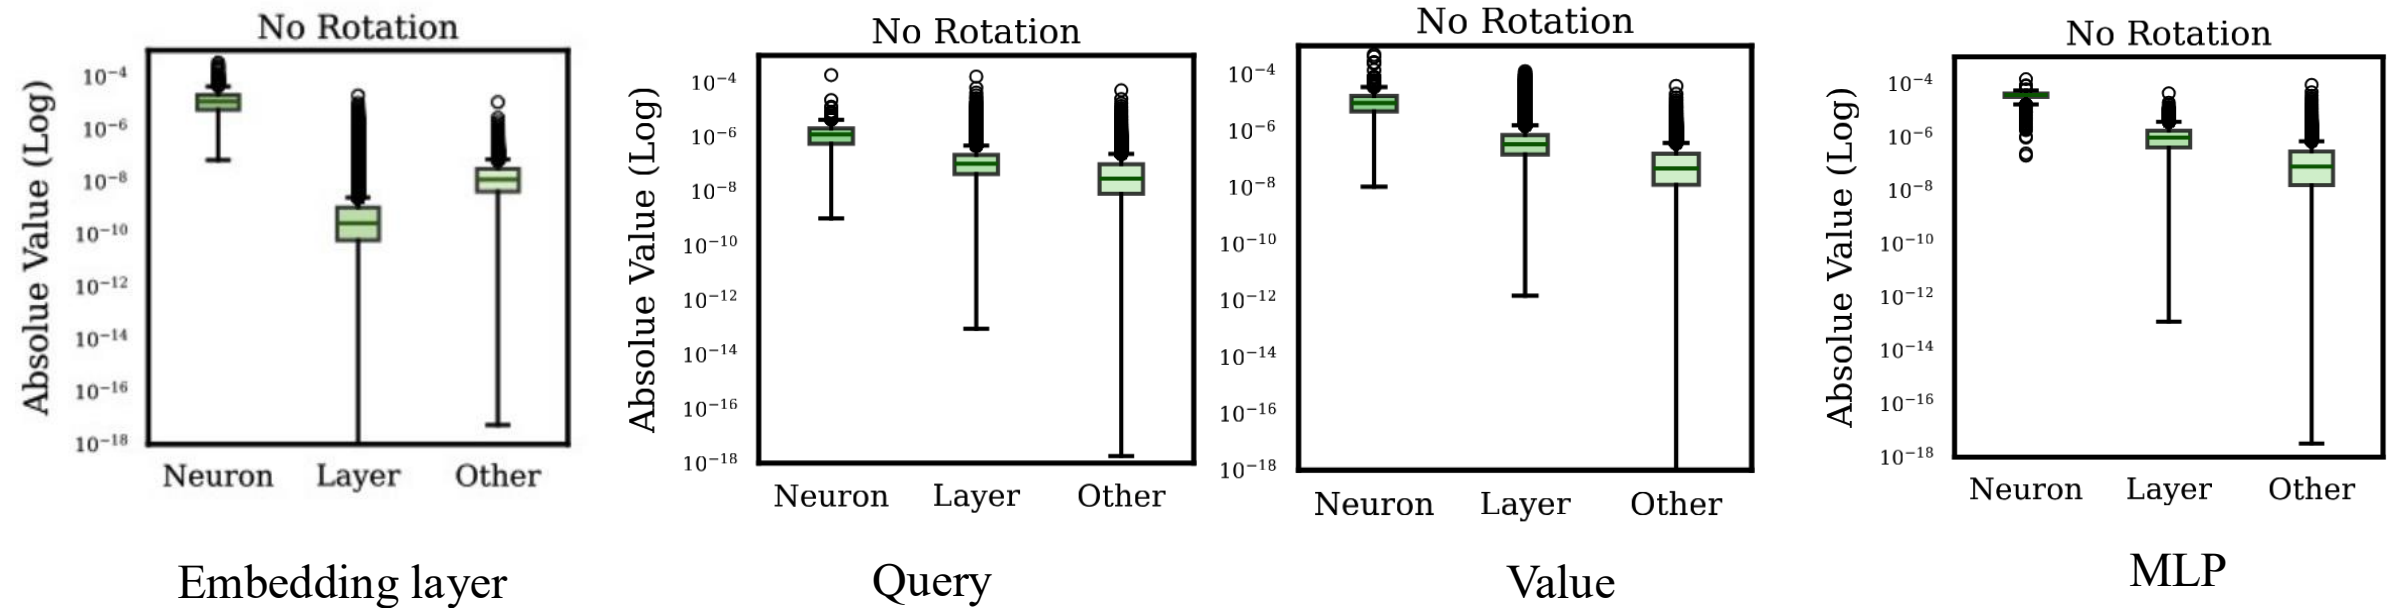 No Rotation
Absolue Value (Log)
10⁻⁴
10⁻⁶
10⁻⁸
10⁻¹⁰
10⁻¹²
10⁻¹⁴
10⁻¹⁶
10⁻¹⁸
Neuron Layer Other
Embedding layer
No Rotation
Absolue Value (Log)
10⁻⁴
10⁻⁶
10⁻⁸
10⁻¹⁰
10⁻¹²
10⁻¹⁴
10⁻¹⁶
10⁻¹⁸
Neuron Layer Other
Query
No Rotation
10⁻⁴
10⁻⁶
10⁻⁸
10⁻¹⁰
10⁻¹²
10⁻¹⁴
10⁻¹⁶
10⁻¹⁸
Neuron Layer Other
Value
No Rotation
Absolue Value (Log)
10⁻⁴
10⁻⁶
10⁻⁸
10⁻¹⁰
10⁻¹²
10⁻¹⁴
10⁻¹⁶
10⁻¹⁸
Neuron Layer Other
MLP